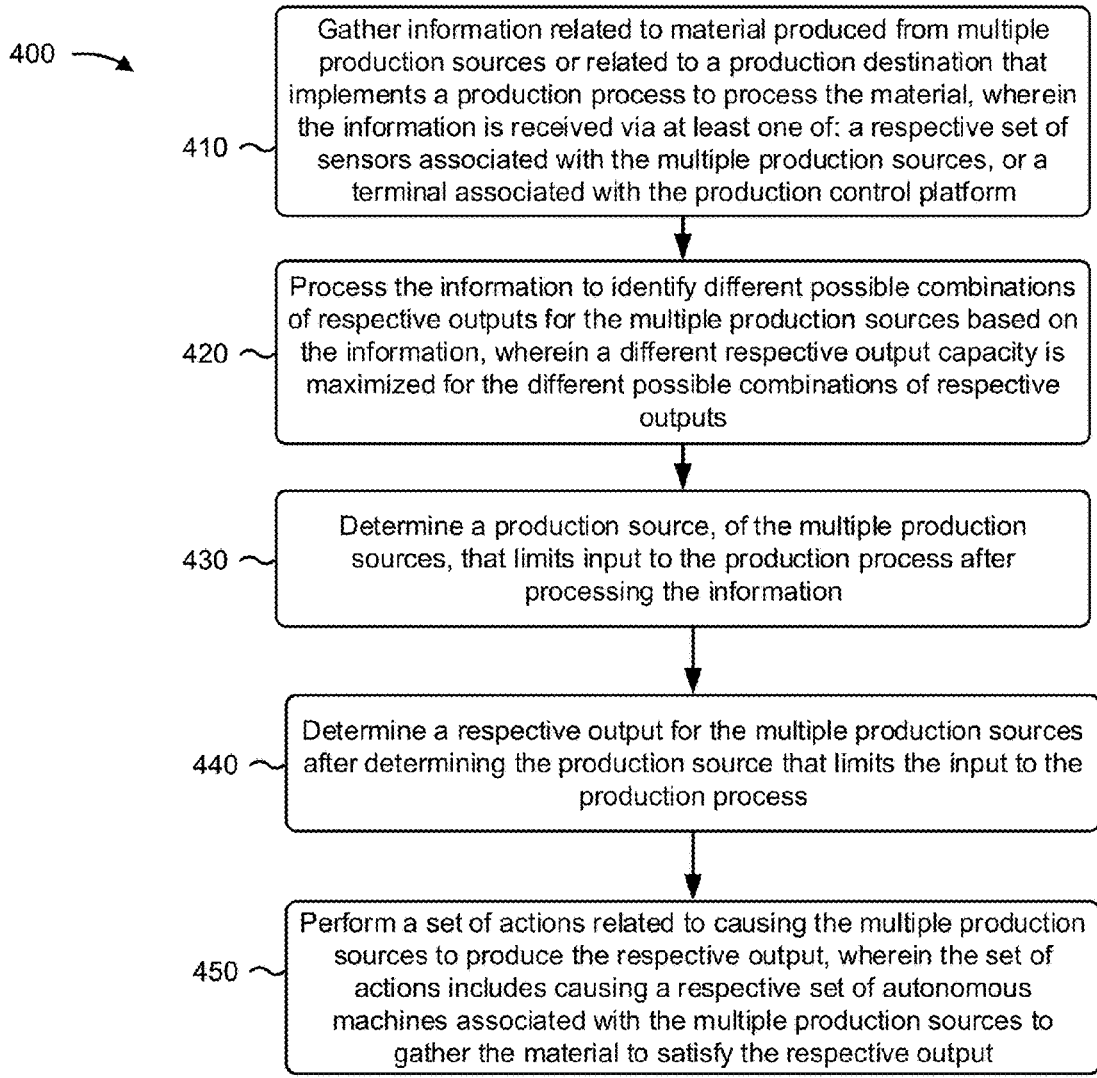 400
Gather information related to material produced from multiple
production sources or related to a production destination that
implements a production process to process the material, wherein
the information is received via at least one of: a respective set of
sensors associated with the multiple production sources, or a
terminal associated with the production control platform
410
Process the information to identify different possible combinations
of respective outputs for the multiple production sources based on
the information, wherein a different respective output capacity is
maximized for the different possible combinations of respective
outputs
420
Determine a production source, of the multiple production
sources, that limits input to the production process after
processing the information
430
Determine a respective output for the multiple production sources
after determining the production source that limits the input to the
production process
440
Perform a set of actions related to causing the multiple production
sources to produce the respective output, wherein the set of
actions includes causing a respective set of autonomous
machines associated with the multiple production sources to
gather the material to satisfy the respective output
450